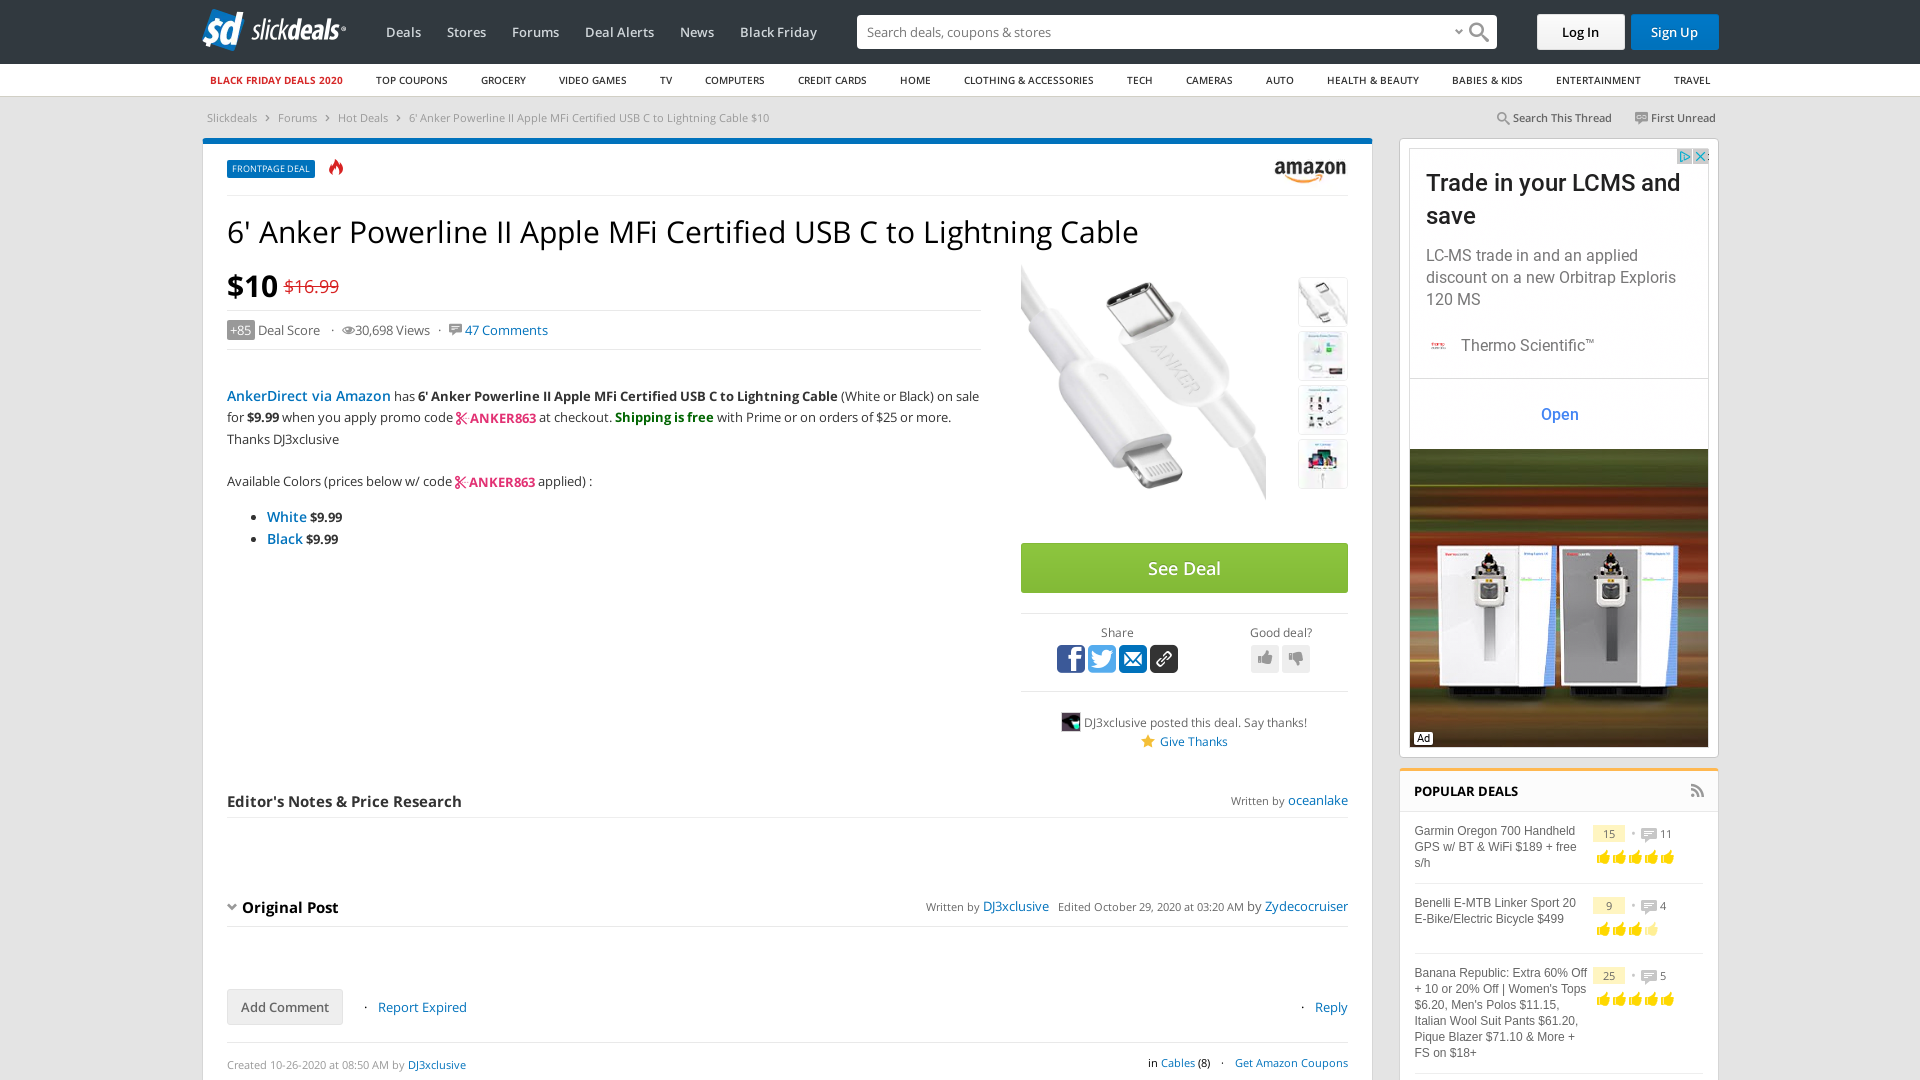 sd slickdeals
Deals Stores Forums Deal Alerts News Black Friday Search deals, coupons & stores Log In Sign Up
BLACK FRIDAY DEALS 2020 TOP COUPONS GROCERY VIDEO GAMES TV COMPUTERS CREDIT CARDS HOME CLOTHING & ACCESSORIES TECH CAMERAS AUTO HEALTH & BEAUTY BABIES & KIDS ENTERTAINMENT TRAVEL
Slickdeals › Forums › Hot Deals › 6' Anker Powerline II Apple MFi Certified USB C to Lightning Cable $10
Search This Thread First Unread
FRONTPAGE DEAL
amazon
6' Anker Powerline II Apple MFi Certified USB C to Lightning Cable
$10 $16.99
+85 Deal Score · 30,698 Views · 47 Comments
AnkerDirect via Amazon has 6' Anker Powerline II Apple MFi Certified USB C to Lightning Cable (White or Black) on sale
for $9.99 when you apply promo code ANKER863 at checkout. Shipping is free with Prime or on orders of $25 or more.
Thanks DJ3xclusive
Available Colors (prices below w/ code ANKER863 applied) :
• White $9.99
• Black $9.99
ANKER
See Deal
Share Good deal?
DJ3xclusive posted this deal. Say thanks!
Give Thanks
Editor's Notes & Price Research Written by oceanlake
Original Post Written by DJ3xclusive Edited October 29, 2020 at 03:20 AM by Zydecocruiser
Add Comment · Report Expired · Reply
Created 10-26-2020 at 08:50 AM by DJ3xclusive in Cables (8) · Get Amazon Coupons
Trade in your LCMS and
save
LC-MS trade in and an applied
discount on a new Orbitrap Exploris
120 MS
Thermo Scientific™
Open
Ad
POPULAR DEALS
Garmin Oregon 700 Handheld
GPS w/ BT & WiFi $189 + free
s/h
15 • 11
Benelli E-MTB Linker Sport 20
E-Bike/Electric Bicycle $499
9 • 4
Banana Republic: Extra 60% Off
+ 10 or 20% Off | Women's Tops
$6.20, Men's Polos $11.15,
Italian Wool Suit Pants $61.20,
Pique Blazer $71.10 & More +
FS on $18+
25 • 5